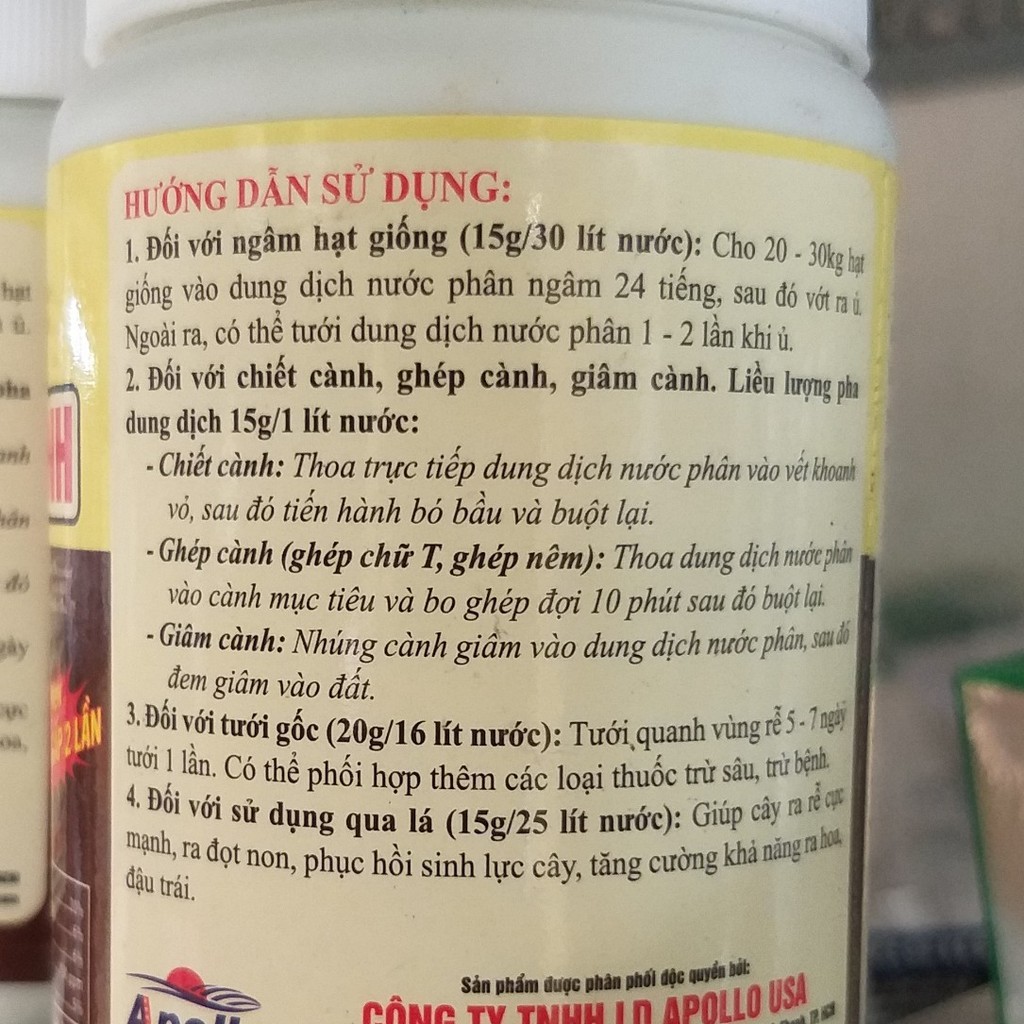 HƯỚNG DẪN SỬ DỤNG:
1. Đối với ngâm hạt giống (15g/30 lít nước): Cho 20 - 30kg hạt
giống vào dung dịch nước phân ngâm 24 tiếng, sau đó vớt ra ủ.
Ngoài ra, có thể tưới dung dịch nước phân 1 - 2 lần khi ủ.
2. Đối với chiết cành, ghép cành, giâm cành. Liều lượng pha
dung dịch 15g/1 lít nước:
- Chiết cành: Thoa trực tiếp dung dịch nước phân vào vết khoanh
vỏ, sau đó tiến hành bó bầu và buột lại.
- Ghép cành (ghép chữ T, ghép nêm): Thoa dung dịch nước phân
vào cành mục tiêu và bo ghép đợi 10 phút sau đó buột lại.
- Giâm cành: Nhúng cành giâm vào dung dịch nước phân, sau đó
đem giâm vào đất.
3. Đối với tưới gốc (20g/16 lít nước): Tưới quanh vùng rễ 5 - 7 ngày
tưới 1 lần. Có thể phối hợp thêm các loại thuốc trừ sâu, trừ bệnh.
4. Đối với sử dụng qua lá (15g/25 lít nước): Giúp cây ra rễ cực
mạnh, ra đọt non, phục hồi sinh lực cây, tăng cường khả năng ra hoa,
đậu trái.
Sản phẩm được phân phối độc quyền bởi:
CÔNG TY TNHH LD APOLLO USA
Apollo
2 LẦN